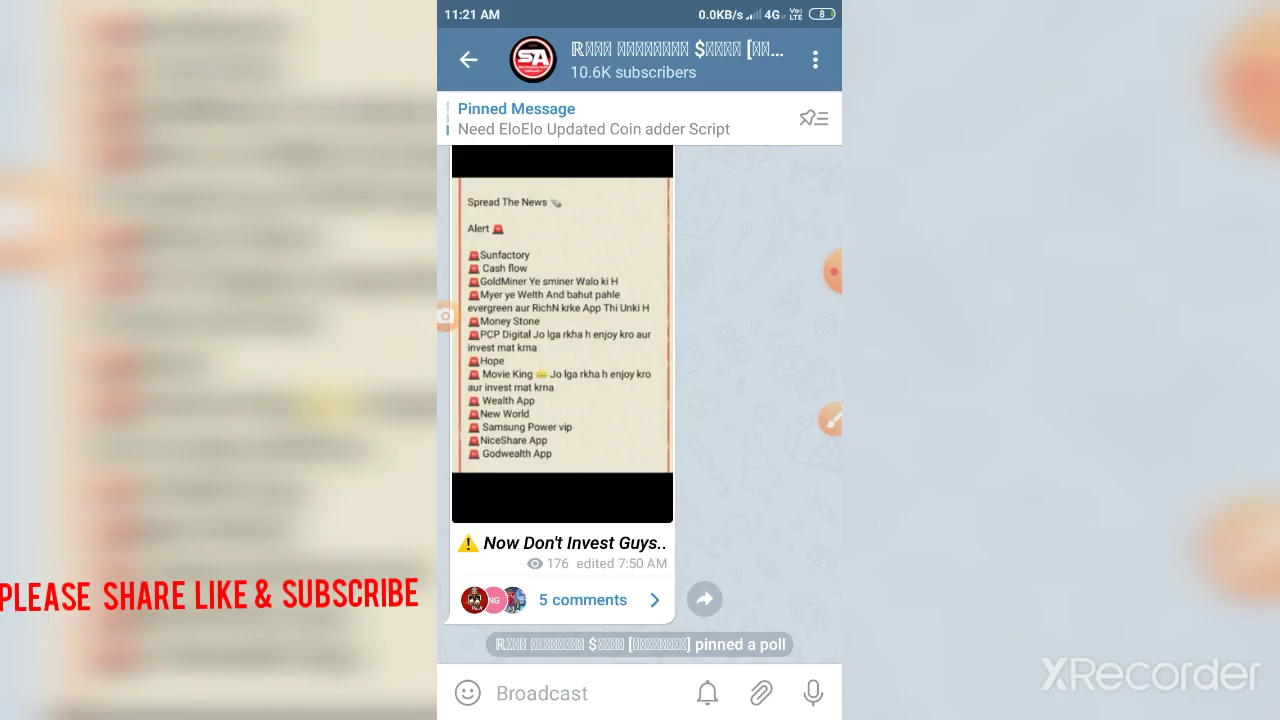 11:21 AM
0.0KB/s 4G Vo LTE 8
SA
10.6K subscribers
Pinned Message
Need EloElo Updated Coin adder Script
Spread The News 🗞️
Alert 🚨
🚨Sunfactory
🚨 Cash flow
🚨GoldMiner Ye sminer Walo ki H
🚨Myer ye Welth And bahut pahle
evergreen aur RichN krke App Thi Unki H
🚨Money Stone
🚨PCP Digital Jo lga rkha h enjoy kro aur
invest mat krna
🚨Hope
🚨 Movie King 👑 Jo lga rkha h enjoy kro
aur invest mat krna
🚨 Wealth App
🚨New World
🚨 Samsung Power vip
🚨NiceShare App
🚨 Godwealth App
⚠️ Now Don't Invest Guys..
176 edited 7:50 AM
NG 5 comments
pinned a poll
Broadcast
PLEASE SHARE LIKE & SUBSCRIBE
XRecorder